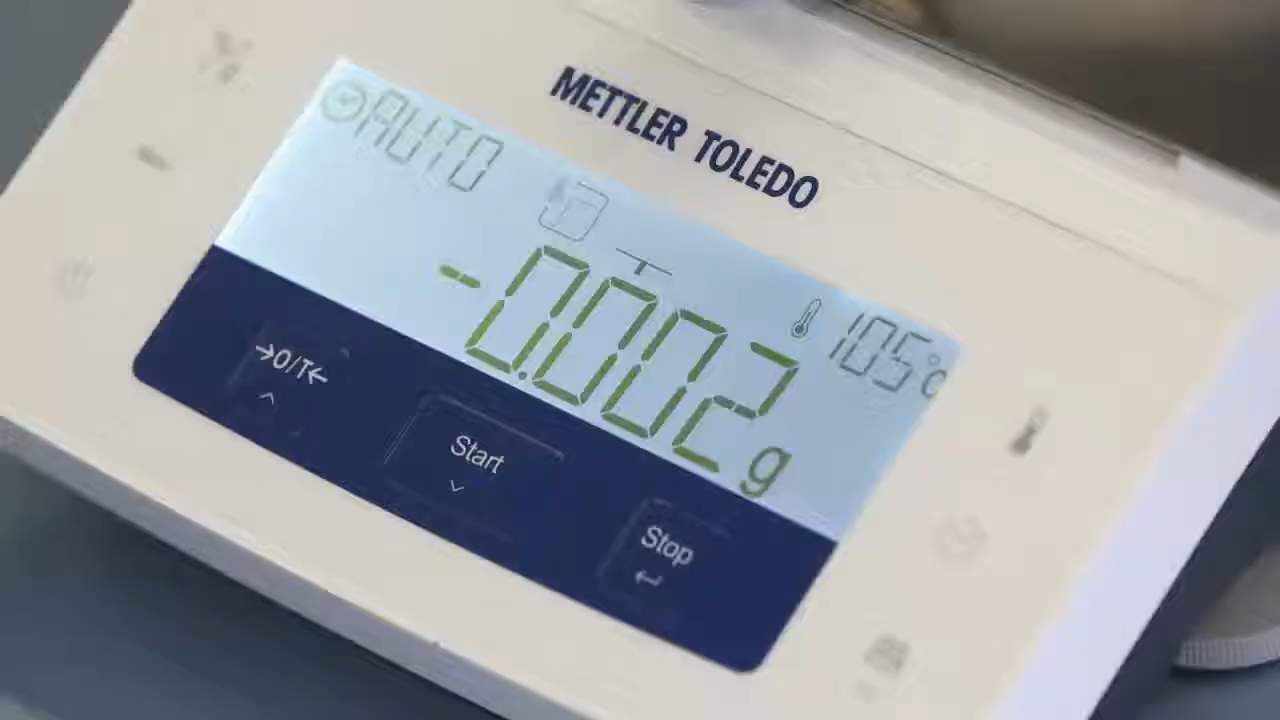 METTLER TOLEDO
AUTO
-0.002 g
105°C
→0/T←
Start
Stop